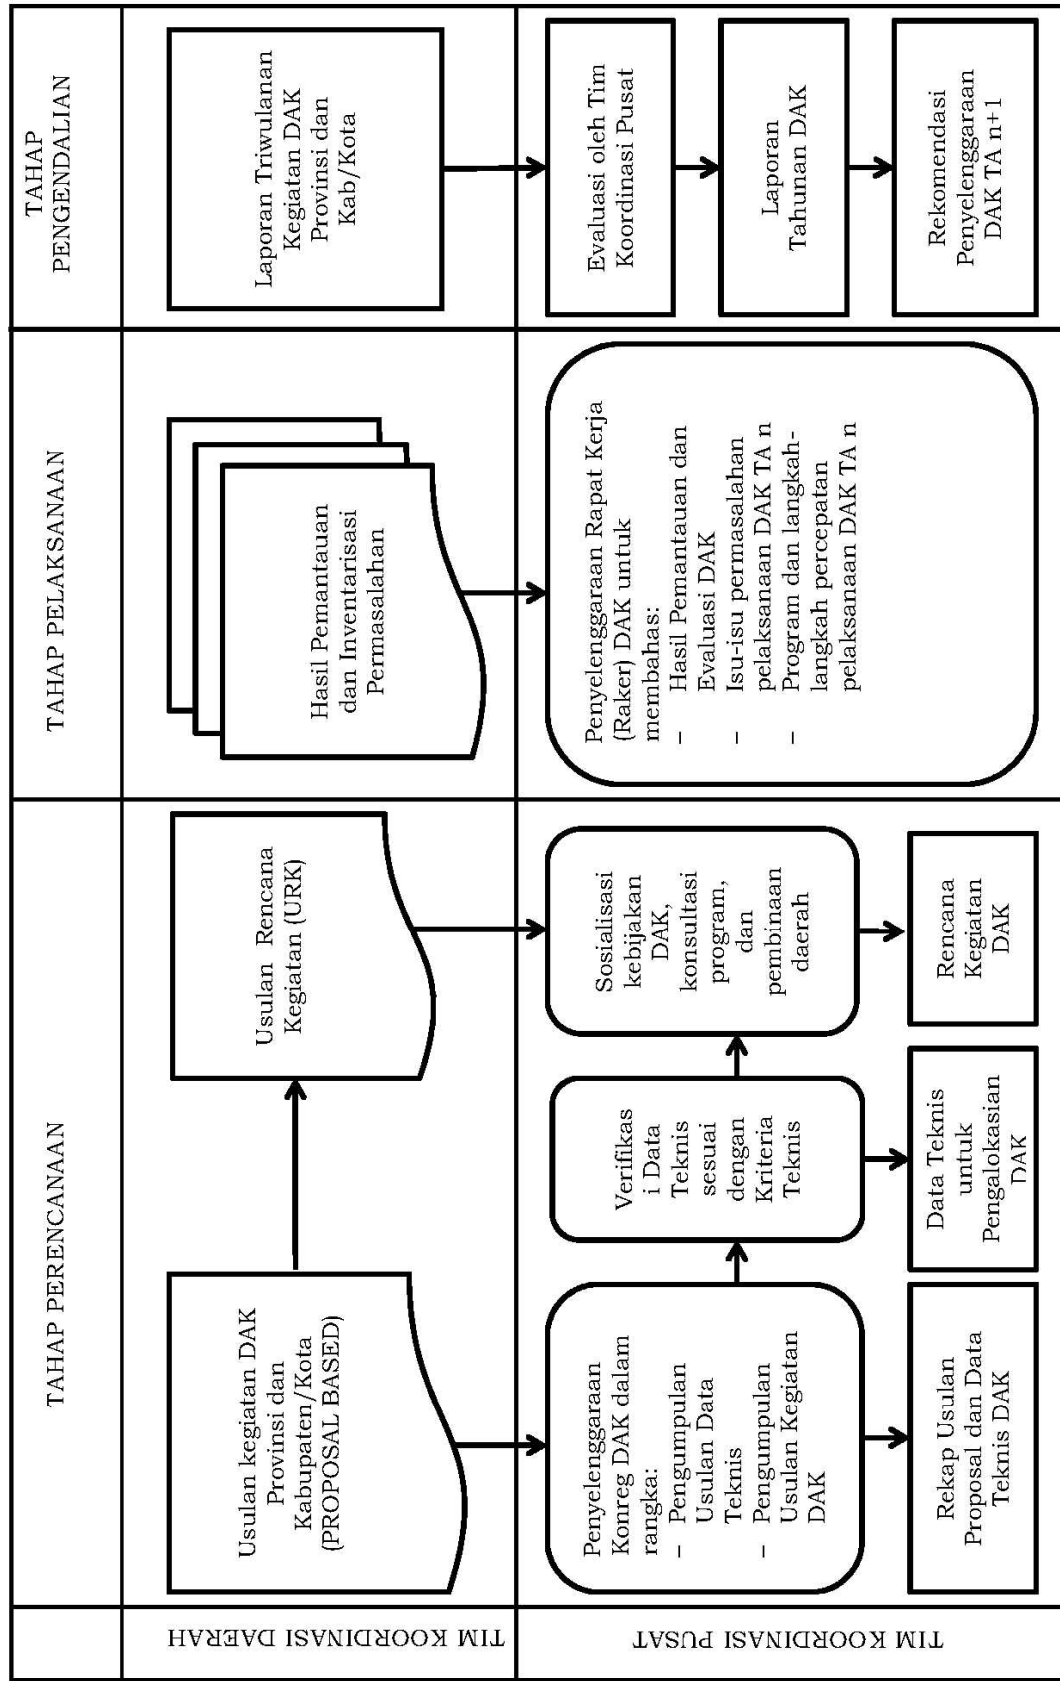 TAHAP PERENCANAAN
TAHAP PELAKSANAAN
TAHAP
PENGENDALIAN
TIM KOORDINASI DAERAH
Usulan kegiatan DAK
Provinsi dan
Kabupaten/Kota
(PROPOSAL BASED)
Usulan Rencana
Kegiatan (URK)
Hasil Pemantauan
dan Inventarisasi
Permasalahan
Laporan Triwulanan
Kegiatan DAK
Provinsi dan
Kab/Kota
TIM KOORDINASI PUSAT
Penyelenggaraan
Konreg DAK dalam
rangka:
– Pengumpulan
Usulan Data
Teknis
– Pengumpulan
Usulan Kegiatan
DAK
Verifikas
i Data
Teknis
sesuai
dengan
Kriteria
Teknis
Sosialisasi
kebijakan
DAK,
konsultasi
program,
dan
pembinaan
daerah
Rekap Usulan
Proposal dan Data
Teknis DAK
Data Teknis
untuk
Pengalokasian
DAK
Rencana
Kegiatan
DAK
Penyelenggaraan Rapat Kerja
(Raker) DAK untuk
membahas:
– Hasil Pemantauan dan
Evaluasi DAK
– Isu-isu permasalahan
pelaksanaan DAK TA n
– Program dan langkah-
langkah percepatan
pelaksanaan DAK TA n
Evaluasi oleh Tim
Koordinasi Pusat
Laporan
Tahunan DAK
Rekomendasi
Penyelenggaraan
DAK TA n+1